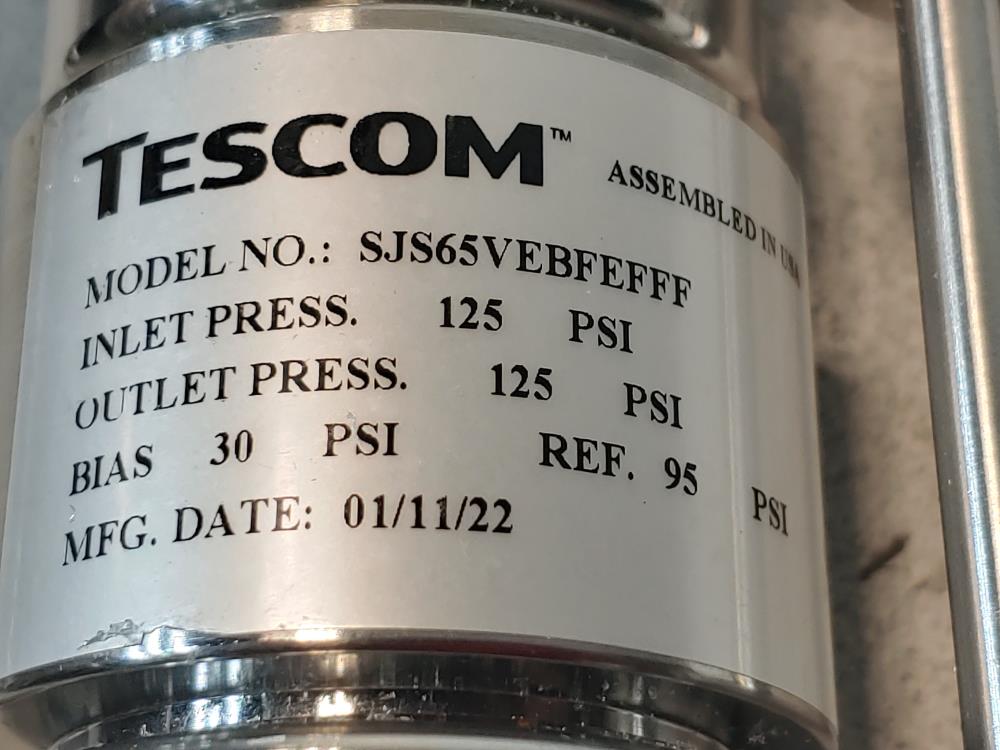 TESCOM™
ASSEMBLED IN USA
MODEL NO.: SJS65VEBFEFFF
INLET PRESS. 125 PSI
OUTLET PRESS. 125 PSI
BIAS 30 PSI REF. 95 PSI
MFG. DATE: 01/11/22